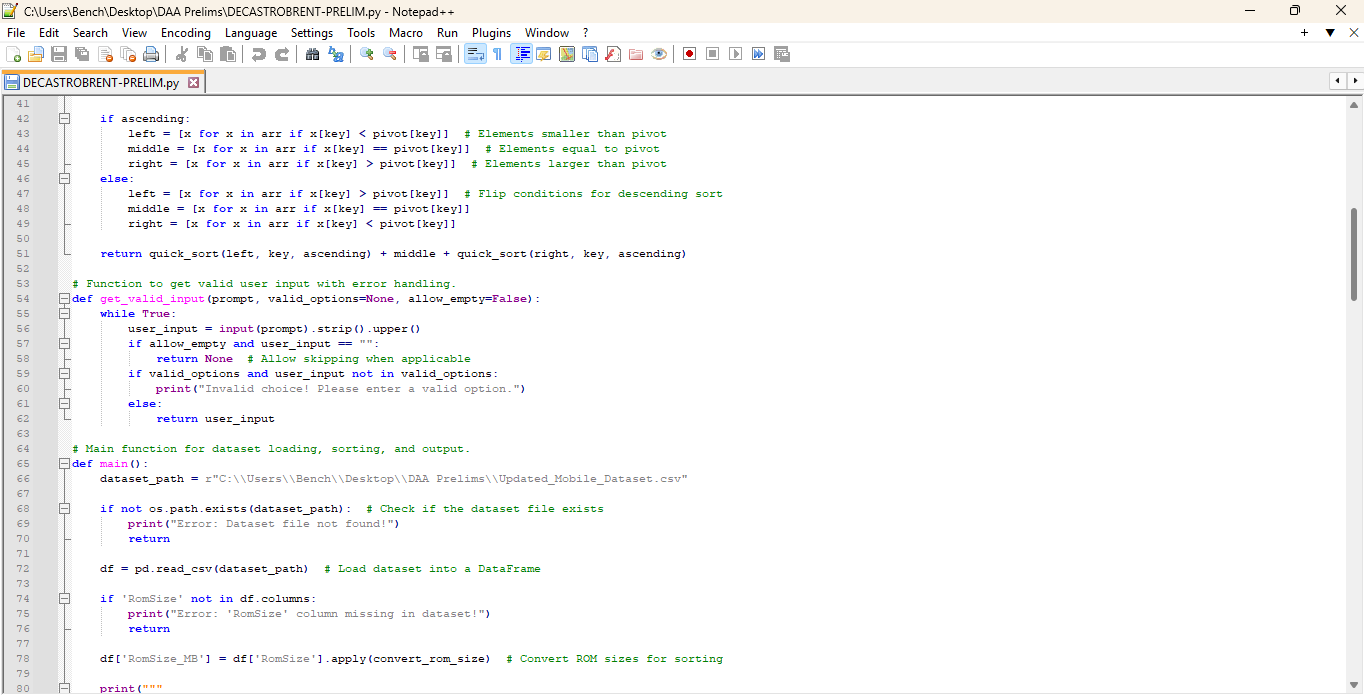 C:\Users\Bench\Desktop\DAA Prelims\DECASTROBRENT-PRELIM.py - Notepad++
File Edit Search View Encoding Language Settings Tools Macro Run Plugins Window ?
DECASTROBRENT-PRELIM.py
41
42 if ascending:
43 left = [x for x in arr if x[key] < pivot[key]]  # Elements smaller than pivot
44 middle = [x for x in arr if x[key] == pivot[key]]  # Elements equal to pivot
45 right = [x for x in arr if x[key] > pivot[key]]  # Elements larger than pivot
46 else:
47 left = [x for x in arr if x[key] > pivot[key]]  # Flip conditions for descending sort
48 middle = [x for x in arr if x[key] == pivot[key]]
49 right = [x for x in arr if x[key] < pivot[key]]
50
51 return quick_sort(left, key, ascending) + middle + quick_sort(right, key, ascending)
52
53 # Function to get valid user input with error handling.
54 def get_valid_input(prompt, valid_options=None, allow_empty=False):
55 while True:
56 user_input = input(prompt).strip().upper()
57 if allow_empty and user_input == "":
58 return None  # Allow skipping when applicable
59 if valid_options and user_input not in valid_options:
60 print("Invalid choice! Please enter a valid option.")
61 else:
62 return user_input
63
64 # Main function for dataset loading, sorting, and output.
65 def main():
66 dataset_path = r"C:\\Users\\Bench\\Desktop\\DAA Prelims\\Updated_Mobile_Dataset.csv"
67
68 if not os.path.exists(dataset_path):  # Check if the dataset file exists
69 print("Error: Dataset file not found!")
70 return
71
72 df = pd.read_csv(dataset_path)  # Load dataset into a DataFrame
73
74 if 'RomSize' not in df.columns:
75 print("Error: 'RomSize' column missing in dataset!")
76 return
77
78 df['RomSize_MB'] = df['RomSize'].apply(convert_rom_size)  # Convert ROM sizes for sorting
79
80 print("""